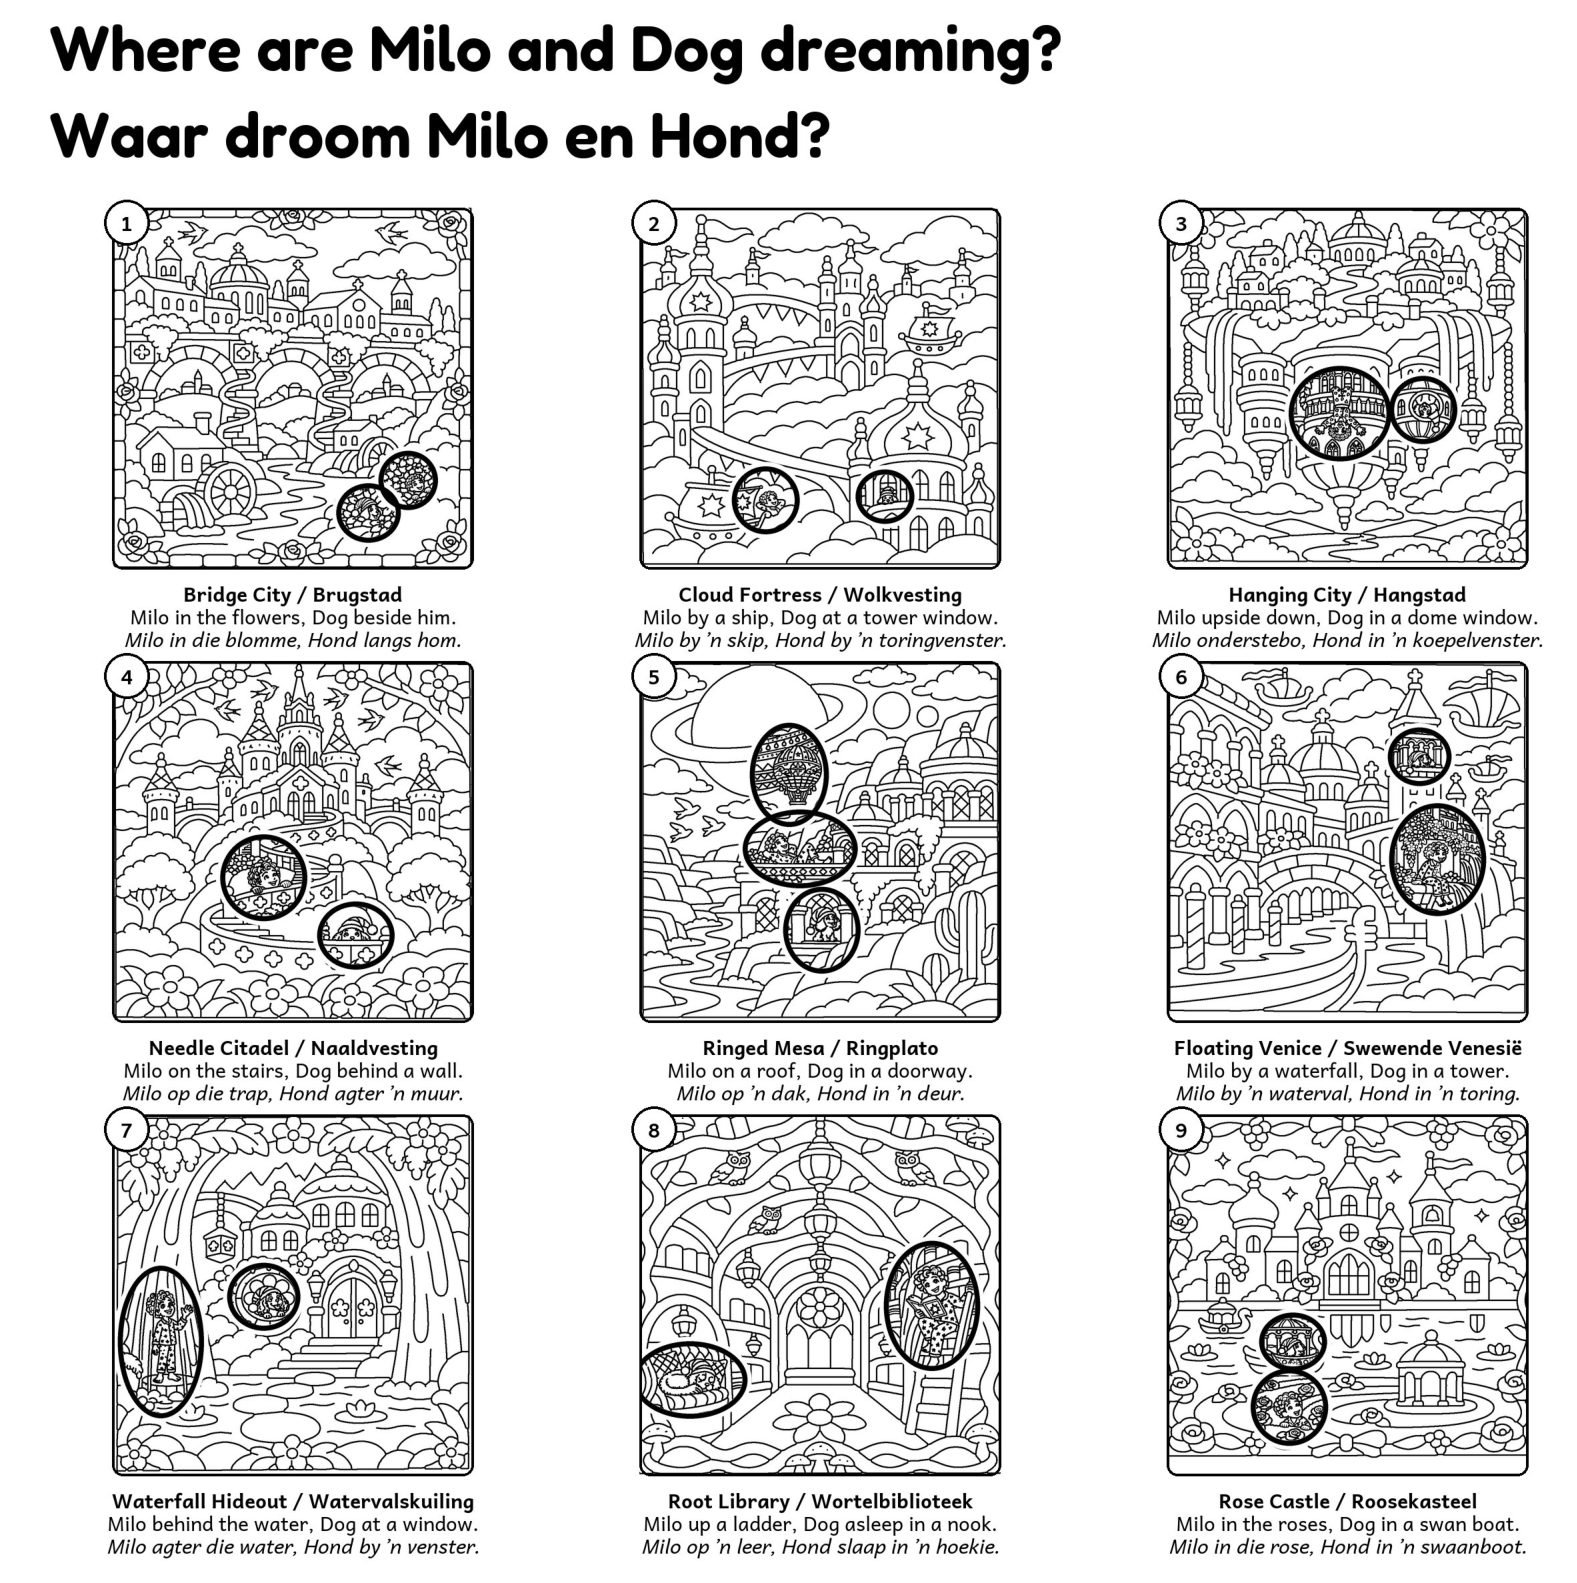 Where are Milo and Dog dreaming?
Waar droom Milo en Hond?
1
Bridge City / Brugstad
Milo in the flowers, Dog beside him.
Milo in die blomme, Hond langs hom.
2
Cloud Fortress / Wolkvesting
Milo by a ship, Dog at a tower window.
Milo by ’n skip, Hond by ’n toringvenster.
3
Hanging City / Hangstad
Milo upside down, Dog in a dome window.
Milo onderstebo, Hond in ’n koepelvenster.
4
Needle Citadel / Naaldvesting
Milo on the stairs, Dog behind a wall.
Milo op die trap, Hond agter ’n muur.
5
Ringed Mesa / Ringplato
Milo on a roof, Dog in a doorway.
Milo op ’n dak, Hond in ’n deur.
6
Floating Venice / Swewende Venesië
Milo by a waterfall, Dog in a tower.
Milo by ’n waterval, Hond in ’n toring.
7
Waterfall Hideout / Watervalskuiling
Milo behind the water, Dog at a window.
Milo agter die water, Hond by ’n venster.
8
Root Library / Wortelbiblioteek
Milo up a ladder, Dog asleep in a nook.
Milo op ’n leer, Hond slaap in ’n hoekie.
9
Rose Castle / Roosekasteel
Milo in the roses, Dog in a swan boat.
Milo in die rose, Hond in ’n swaanboot.